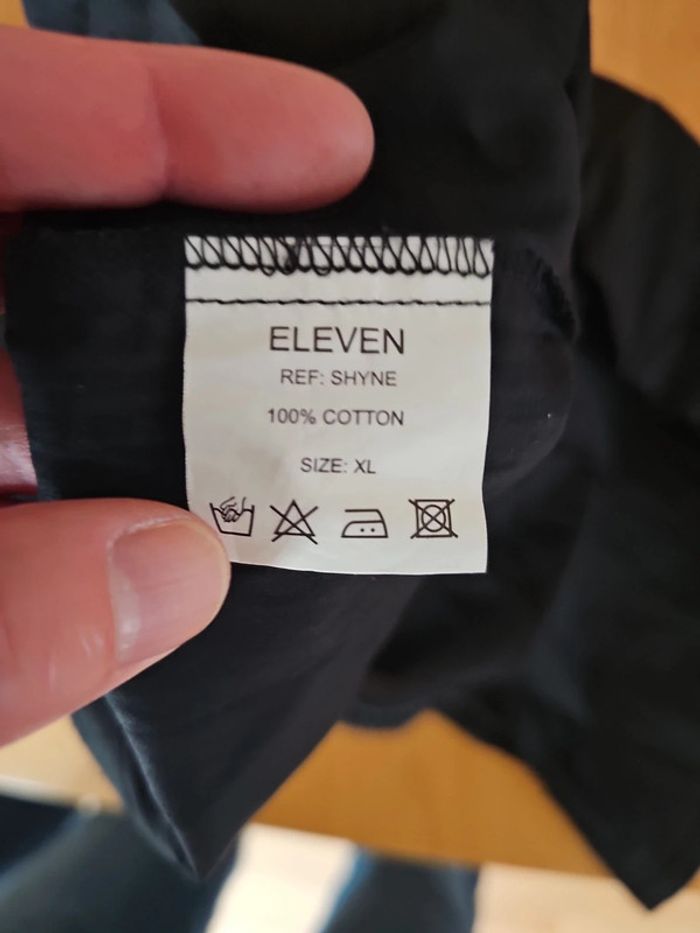 ELEVEN
REF: SHYNE
100% COTTON
SIZE: XL